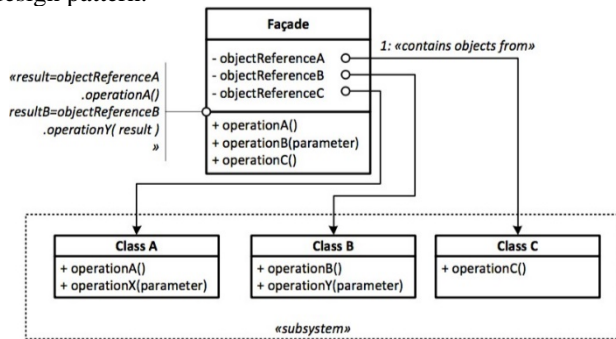 design pattern.
Façade
- objectReferenceA
- objectReferenceB
- objectReferenceC
+ operationA()
+ operationB(parameter)
+ operationC()
1: «contains objects from»
«result=objectReferenceA
.operationA()
resultB=objectReferenceB
.operationY( result )
»
Class A
+ operationA()
+ operationX(parameter)
Class B
+ operationB()
+ operationY(parameter)
Class C
+ operationC()
«subsystem»